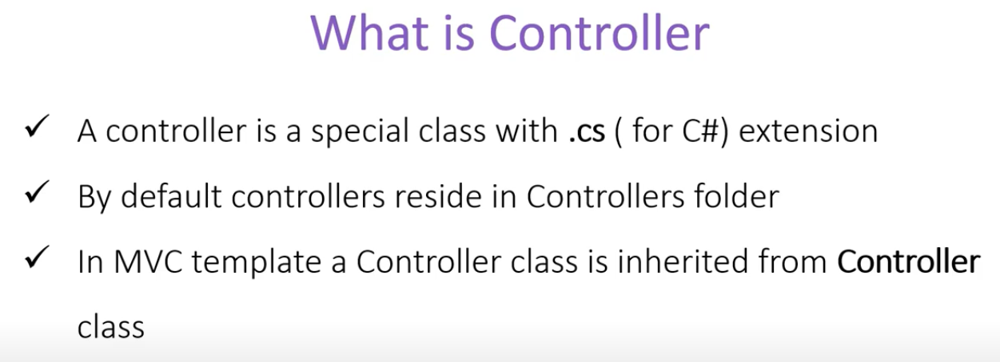 What is Controller
✓ A controller is a special class with .cs ( for C#) extension
✓ By default controllers reside in Controllers folder
✓ In MVC template a Controller class is inherited from Controller
class